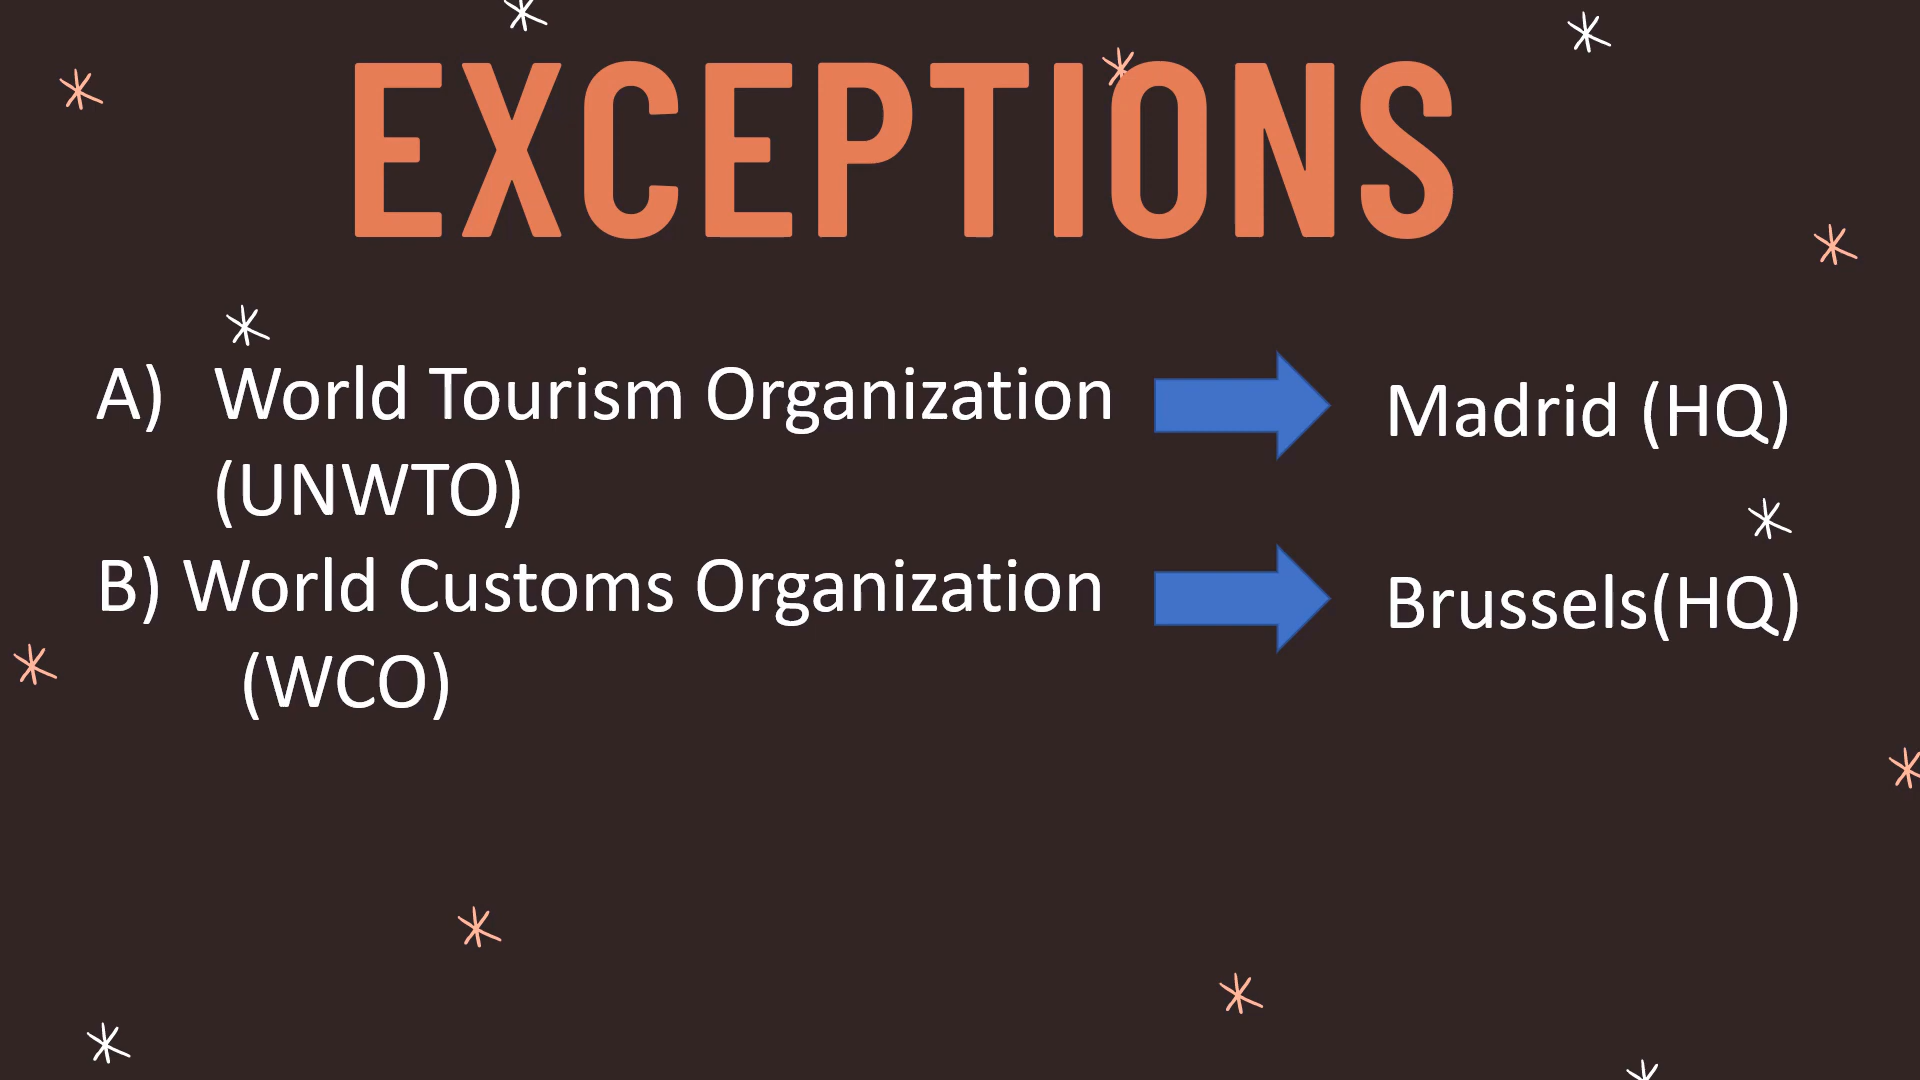 EXCEPTIONS
A) World Tourism Organization
Madrid (HQ)
(UNWTO)
B) World Customs Organization
Brussels(HQ)
(WCO)